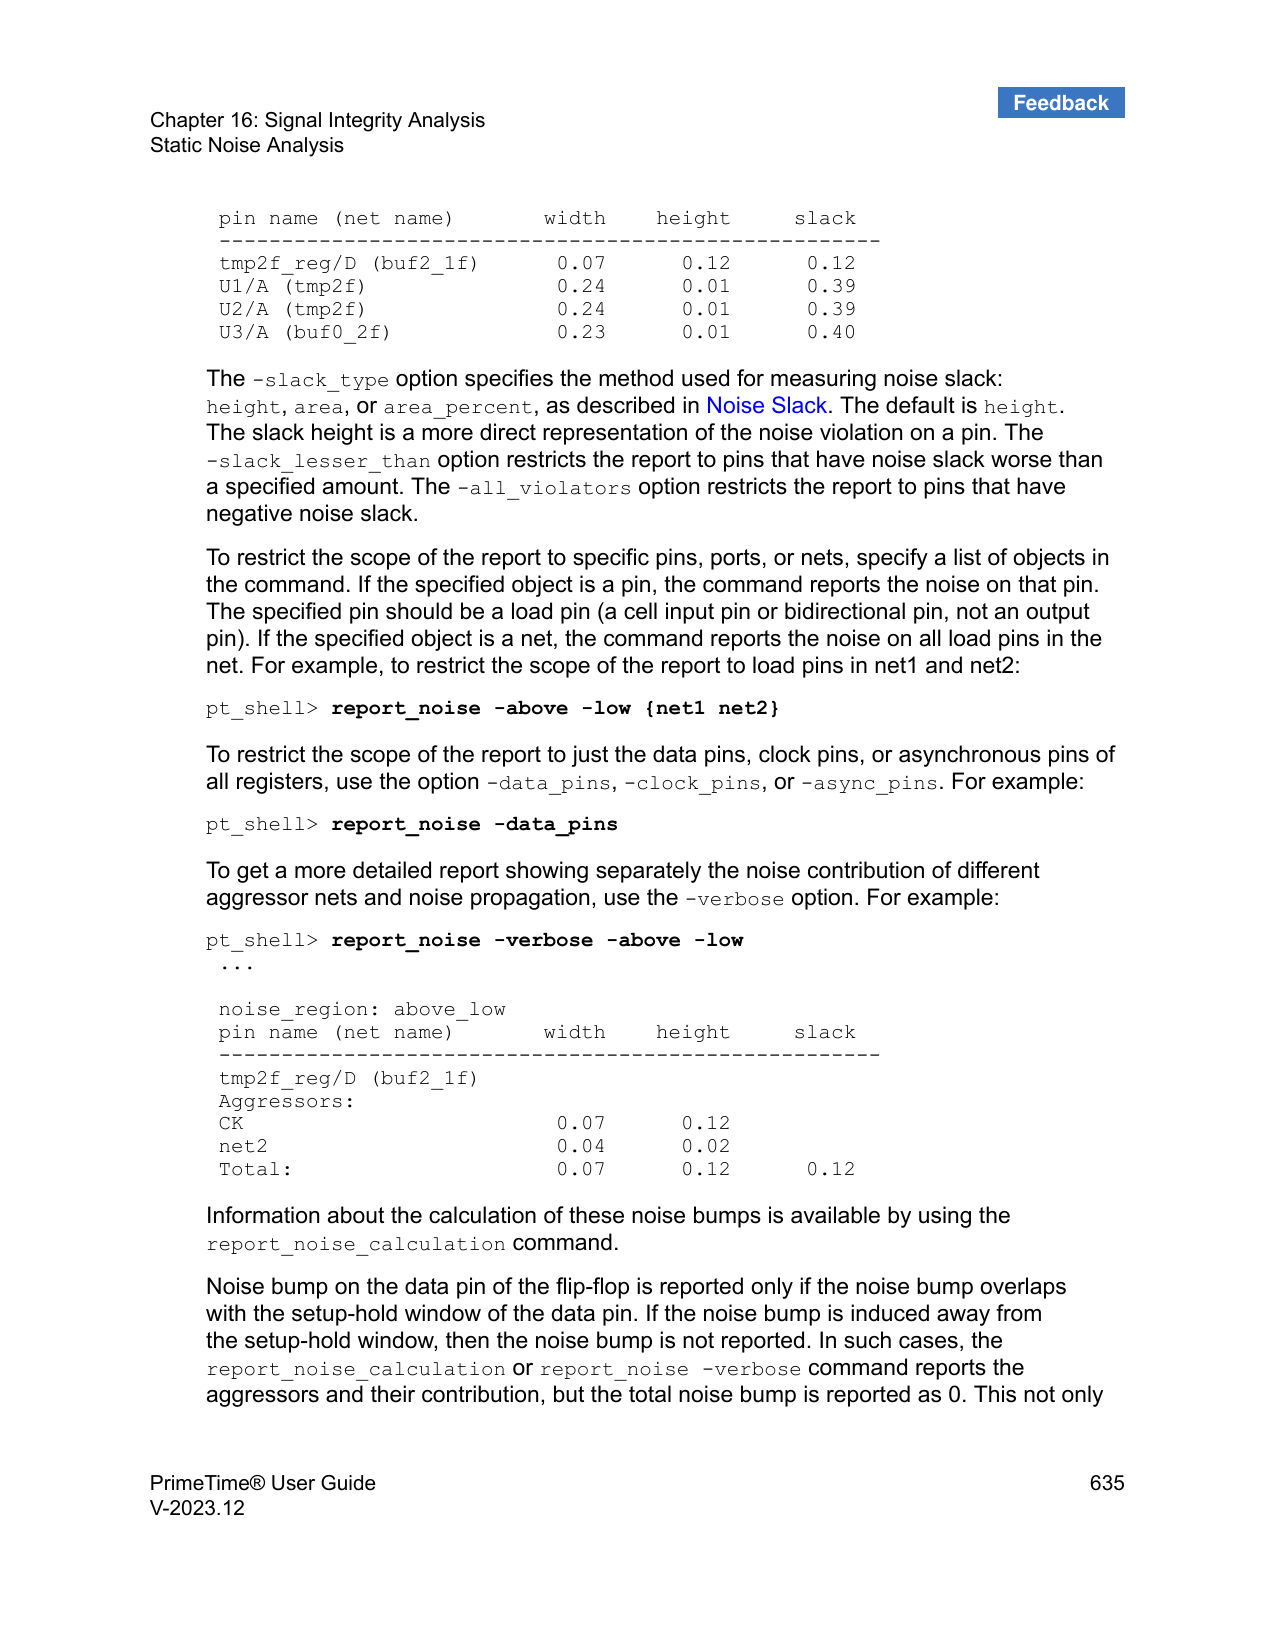 Feedback
Chapter 16: Signal Integrity Analysis
Static Noise Analysis
pin name (net name)       width    height     slack
-----------------------------------------------------
tmp2f_reg/D (buf2_1f)      0.07      0.12      0.12
U1/A (tmp2f)               0.24      0.01      0.39
U2/A (tmp2f)               0.24      0.01      0.39
U3/A (buf0_2f)             0.23      0.01      0.40
The -slack_type option specifies the method used for measuring noise slack:
height, area, or area_percent, as described in Noise Slack. The default is height.
The slack height is a more direct representation of the noise violation on a pin. The
-slack_lesser_than option restricts the report to pins that have noise slack worse than
a specified amount. The -all_violators option restricts the report to pins that have
negative noise slack.
To restrict the scope of the report to specific pins, ports, or nets, specify a list of objects in
the command. If the specified object is a pin, the command reports the noise on that pin.
The specified pin should be a load pin (a cell input pin or bidirectional pin, not an output
pin). If the specified object is a net, the command reports the noise on all load pins in the
net. For example, to restrict the scope of the report to load pins in net1 and net2:
pt_shell> report_noise -above -low {net1 net2}
To restrict the scope of the report to just the data pins, clock pins, or asynchronous pins of
all registers, use the option -data_pins, -clock_pins, or -async_pins. For example:
pt_shell> report_noise -data_pins
To get a more detailed report showing separately the noise contribution of different
aggressor nets and noise propagation, use the -verbose option. For example:
pt_shell> report_noise -verbose -above -low
...
noise_region: above_low
pin name (net name)       width    height     slack
-----------------------------------------------------
tmp2f_reg/D (buf2_1f)
Aggressors:
CK                         0.07      0.12
net2                       0.04      0.02
Total:                     0.07      0.12      0.12
Information about the calculation of these noise bumps is available by using the
report_noise_calculation command.
Noise bump on the data pin of the flip-flop is reported only if the noise bump overlaps
with the setup-hold window of the data pin. If the noise bump is induced away from
the setup-hold window, then the noise bump is not reported. In such cases, the
report_noise_calculation or report_noise -verbose command reports the
aggressors and their contribution, but the total noise bump is reported as 0. This not only
PrimeTime® User Guide 635
V-2023.12